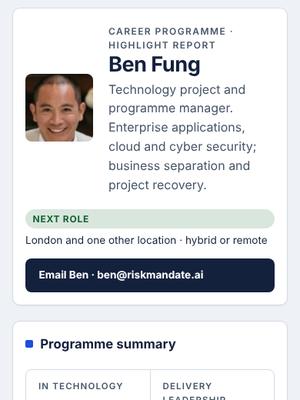 CAREER PROGRAMME ·
HIGHLIGHT REPORT
Ben Fung
Technology project and
programme manager.
Enterprise applications,
cloud and cyber security;
business separation and
project recovery.
NEXT ROLE
London and one other location · hybrid or remote
Email Ben · ben@riskmandate.ai
Programme summary
IN TECHNOLOGY
DELIVERY
LEADERSHIP